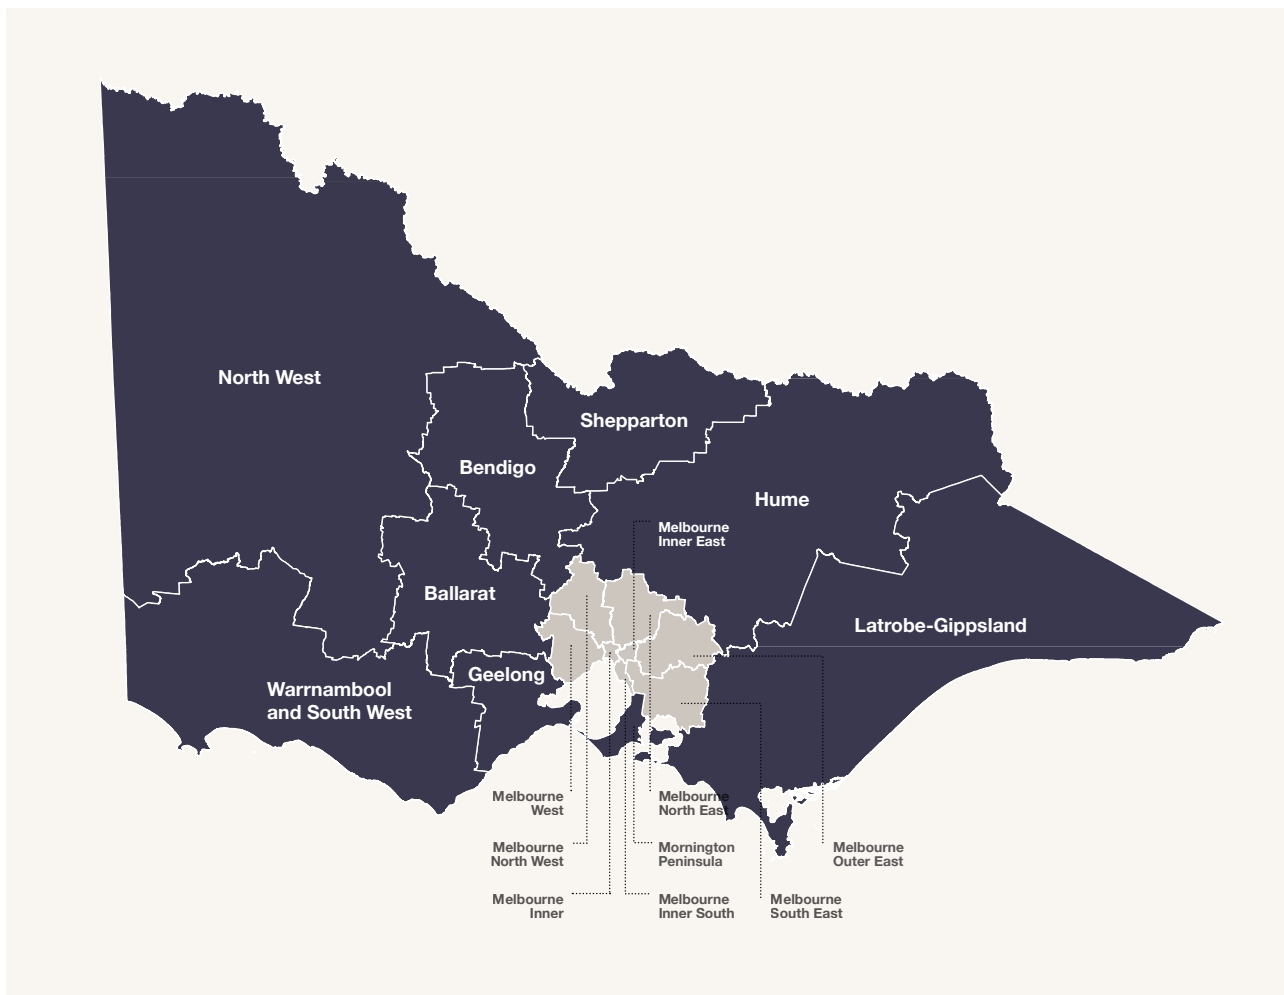 North West
Shepparton
Bendigo
Hume
Melbourne
Inner East
Ballarat
Latrobe-Gippsland
Geelong
Warrnambool
and South West
Melbourne
West
Melbourne
North East
Melbourne
North West
Mornington
Peninsula
Melbourne
Outer East
Melbourne
Inner
Melbourne
Inner South
Melbourne
South East